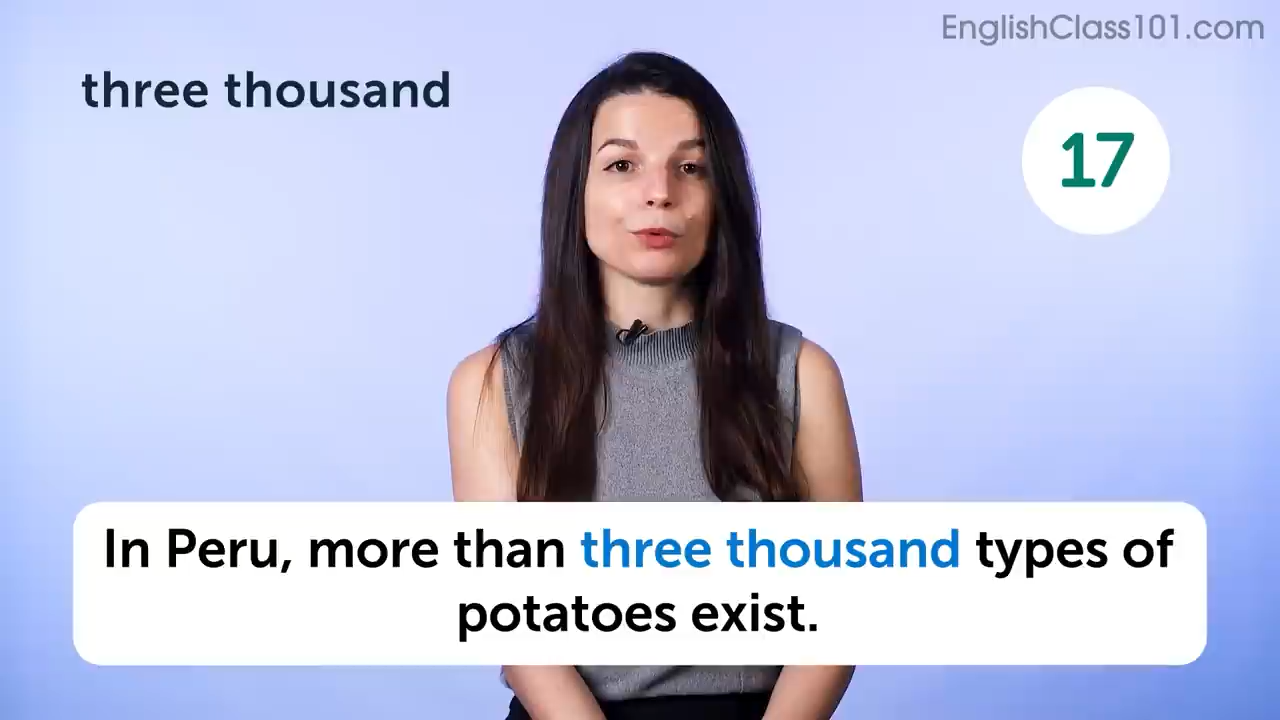 EnglishClass101.com
three thousand
17
In Peru, more than three thousand types of
potatoes exist.